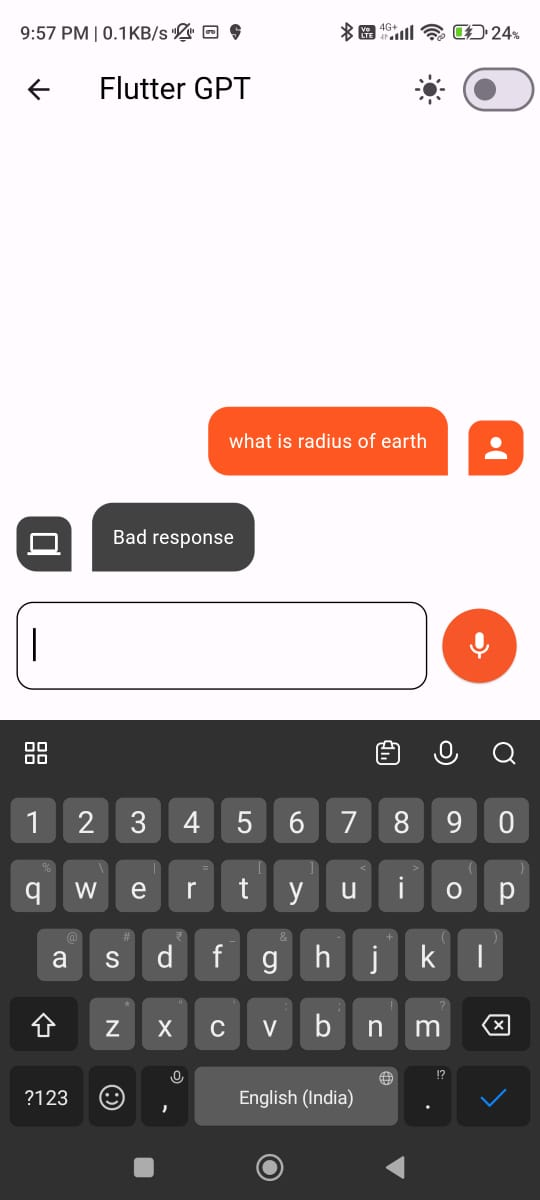 9:57 PM | 0.1KB/s 4G+ 24%
Flutter GPT
what is radius of earth
Bad response
1 2 3 4 5 6 7 8 9 0
% \ | = [ ] < > { }
q w e r t y u i o p
@ # ₹ _ & - + ( )
a s d f g h j k l
* " ' : ; ! ?
z x c v b n m
?123 , English (India) . !?